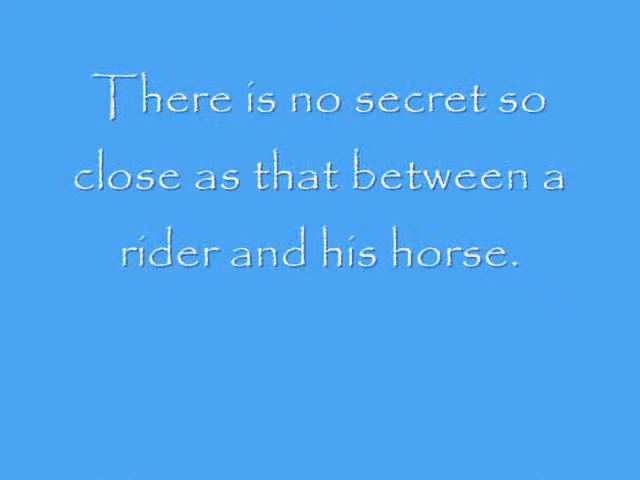 There is no secret so
close as that between a
rider and his horse.